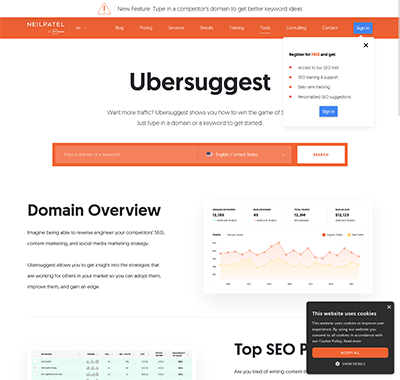 New Feature: Type in a competitor's domain to get better keyword ideas
NEILPATEL
Blog
Pricing
Services
Results
Training
Tools
Consulting
Contact
Sign in
Register for FREE and get:
Access to our SEO tool
SEO training & support
Daily rank tracking
Personalized SEO suggestions
Sign in
Ubersuggest
Want more traffic? Ubersuggest shows you how to win the game of S
Just type in a domain or a keyword to get started.
Enter a domain or a keyword
English / United States
SEARCH
Domain Overview
Imagine being able to reverse engineer your competitors' SEO,
content marketing, and social media marketing strategy.
Ubersuggest allows you to get insight into the strategies that
are working for others in your market so you can adopt them,
improve them, and gain an edge.
Top SEO P
Are you tired of writing content th
This website uses cookies
This website uses cookies to improve user
experience. By using our website you
consent to all cookies in accordance with
our Cookie Policy. Read more
ACCEPT ALL
SHOW DETAILS